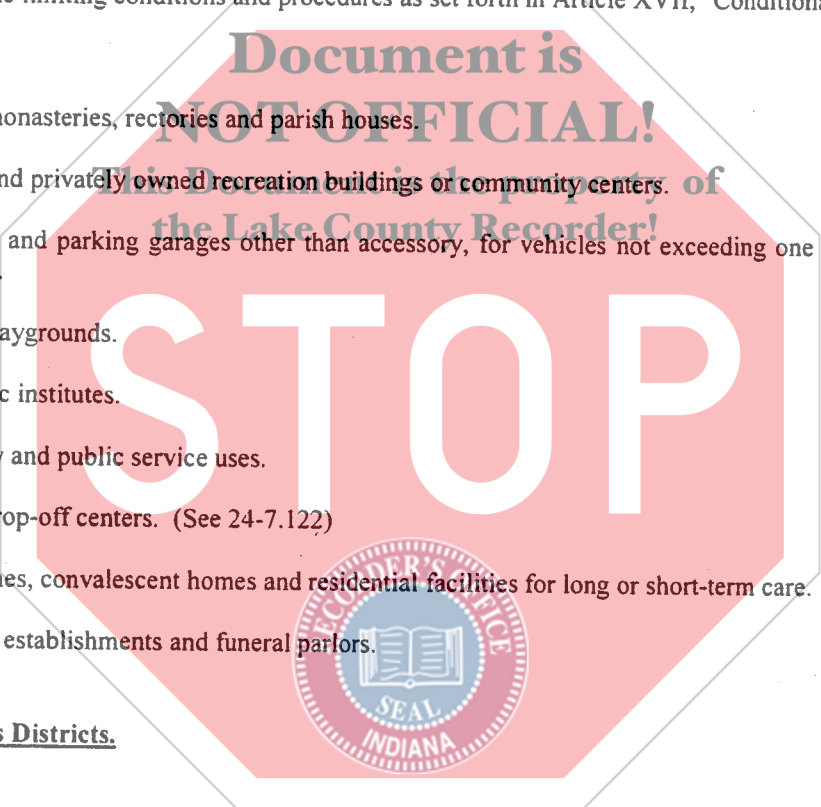 limiting conditions and procedures as set forth in Article XVII, "Conditiona
Document is
NOT OFFICIAL!
This Document is the property of
the Lake County Recorder!
STOP
onasteries, rectories and parish houses.
nd privately owned recreation buildings or community centers.
and parking garages other than accessory, for vehicles not exceeding one
aygrounds.
c institutes.
and public service uses.
rop-off centers. (See 24-7.122)
es, convalescent homes and residential facilities for long or short-term care.
establishments and funeral parlors.
RECORDER'S OFFICE
SEAL
INDIANA
s Districts.